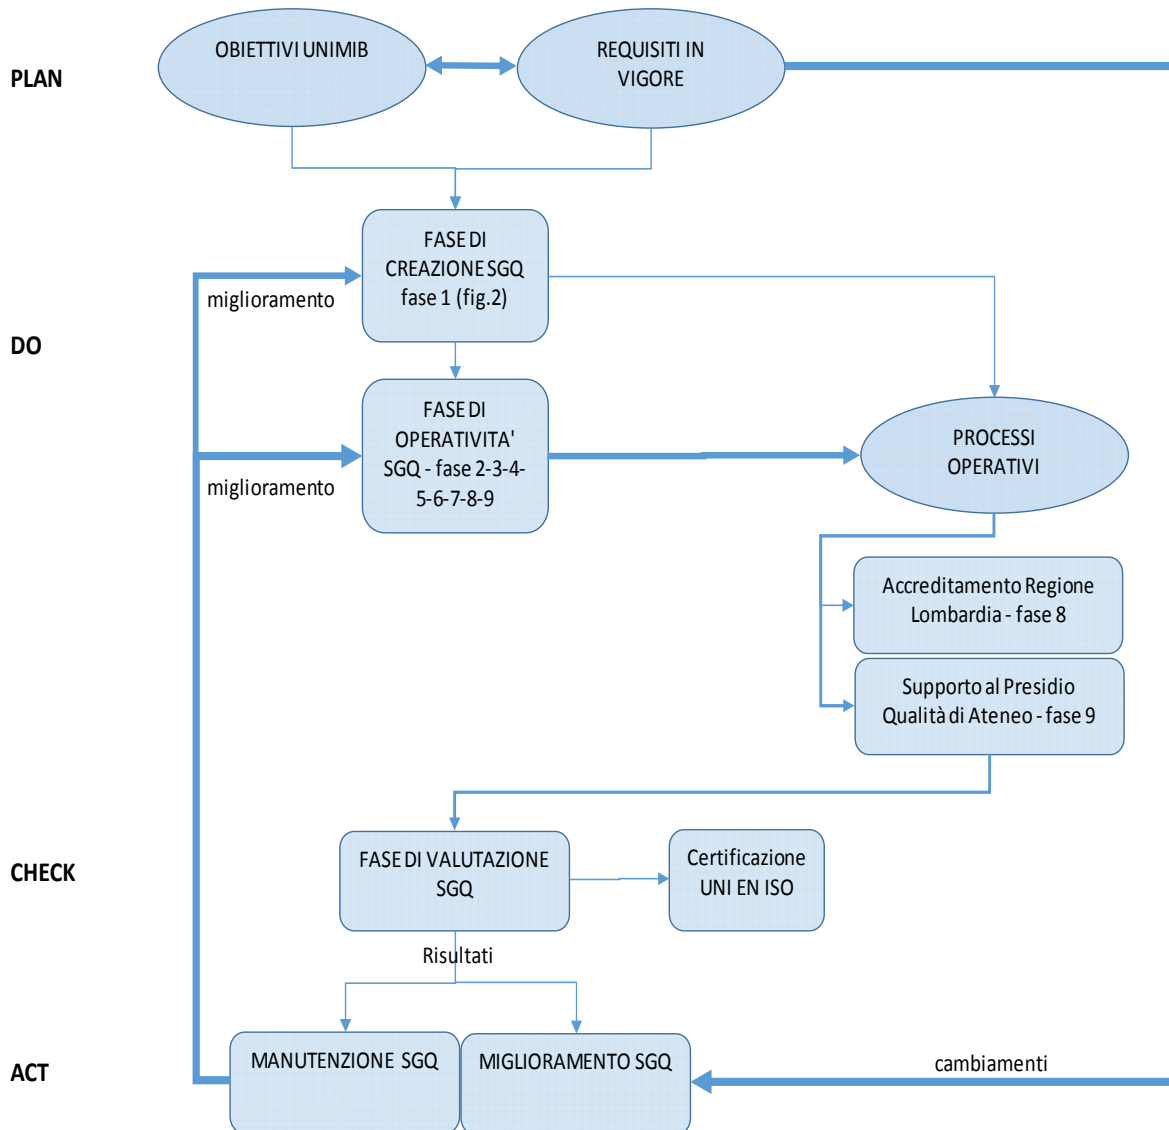 PLAN
OBIETTIVI UNIMIB
REQUISITI IN
VIGORE
FASE DI
CREAZIONE SGQ
fase 1 (fig.2)
miglioramento
DO
FASE DI
OPERATIVITA'
SGQ - fase 2-3-4-
5-6-7-8-9
miglioramento
PROCESSI
OPERATIVI
Accreditamento Regione
Lombardia - fase 8
Supporto al Presidio
Qualità di Ateneo - fase 9
CHECK
FASE DI VALUTAZIONE
SGQ
Certificazione
UNI EN ISO
Risultati
ACT
MANUTENZIONE SGQ
MIGLIORAMENTO SGQ
cambiamenti